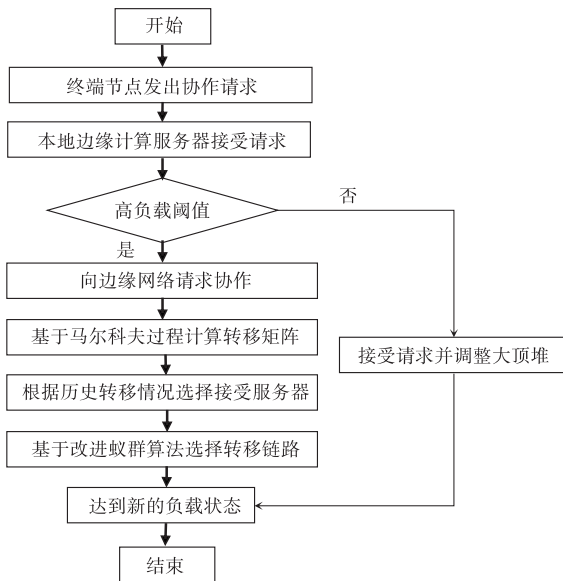 开始
终端节点发出协作请求
本地边缘计算服务器接受请求
高负载阈值
否
是
向边缘网络请求协作
基于马尔科夫过程计算转移矩阵
接受请求并调整大顶堆
根据历史转移情况选择接受服务器
基于改进蚁群算法选择转移链路
达到新的负载状态
结束